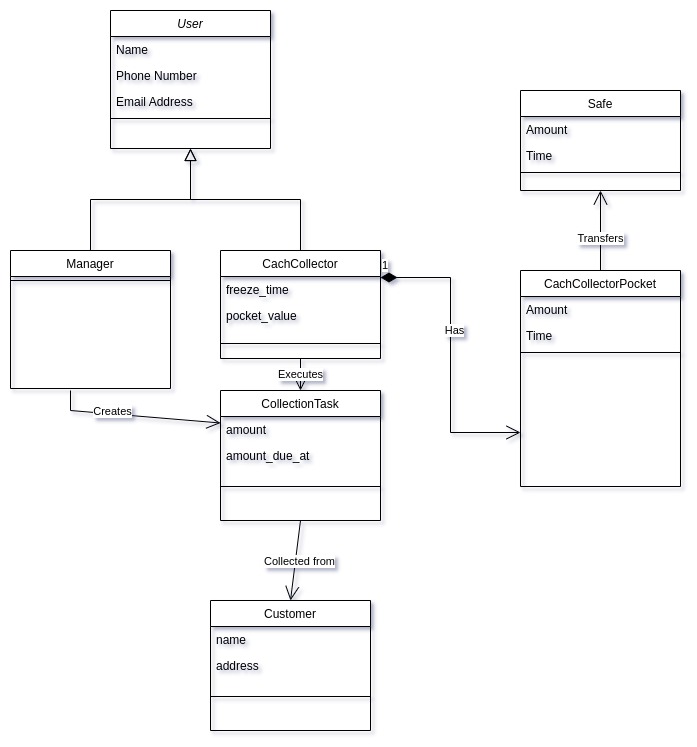 User
Name
Phone Number
Email Address
Safe
Amount
Time
Transfers
Manager
CachCollector
freeze_time
pocket_value
1
Has
CachCollectorPocket
Amount
Time
Executes
Creates
CollectionTask
amount
amount_due_at
Collected from
Customer
name
address